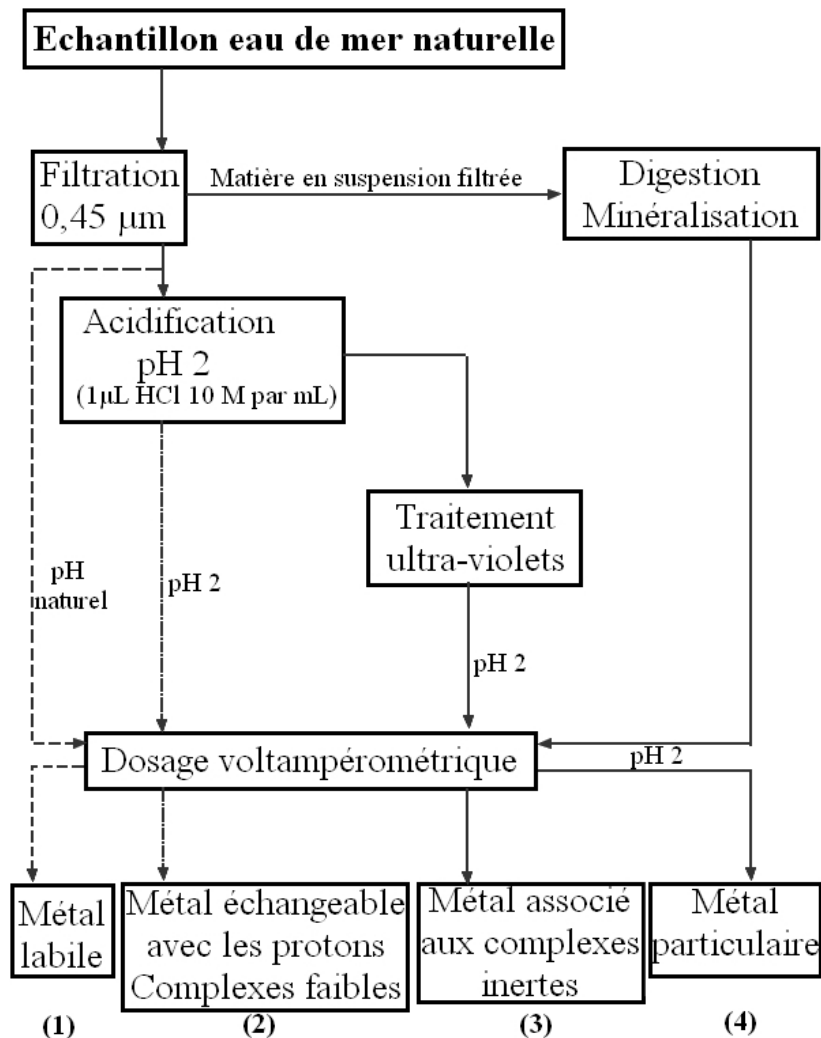 Echantillon eau de mer naturelle
Filtration
0,45 µm
Matière en suspension filtrée
Digestion
Minéralisation
Acidification
pH 2
(1µL HCl 10 M par mL)
Traitement
ultra-violets
pH
naturel
pH 2
pH 2
Dosage voltampérométrique
pH 2
Métal
labile
Métal échangeable
avec les protons
Complexes faibles
Métal associé
aux complexes
inertes
Métal
particulaire
(1)
(2)
(3)
(4)